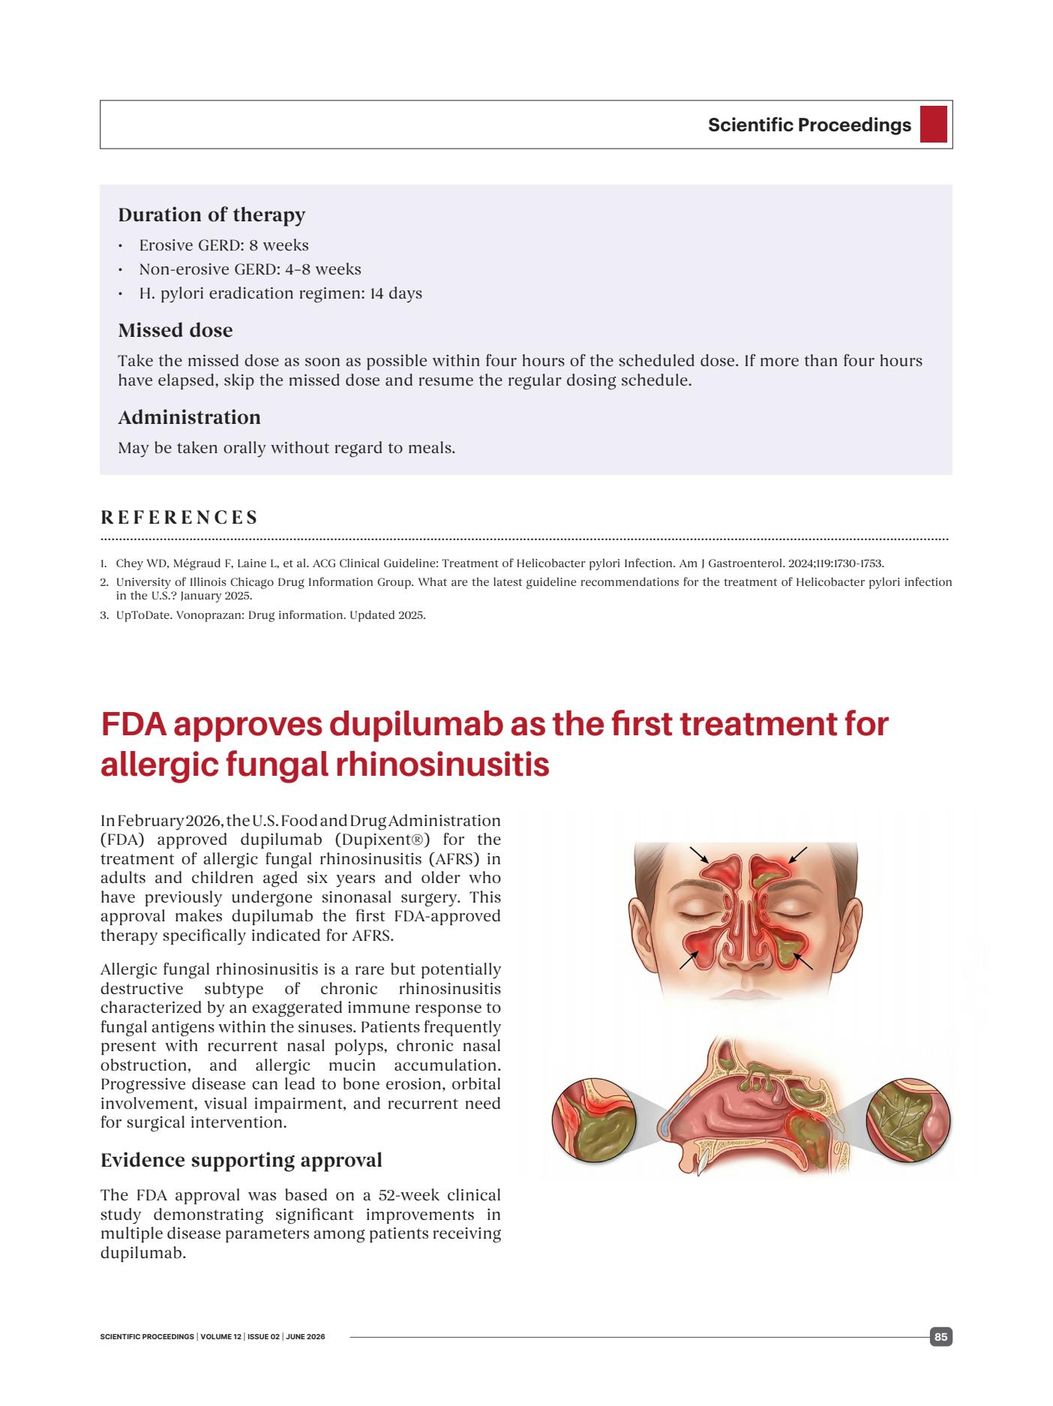 Scientific Proceedings
Duration of therapy
• Erosive GERD: 8 weeks
• Non-erosive GERD: 4–8 weeks
• H. pylori eradication regimen: 14 days
Missed dose
Take the missed dose as soon as possible within four hours of the scheduled dose. If more than four hours
have elapsed, skip the missed dose and resume the regular dosing schedule.
Administration
May be taken orally without regard to meals.
REFERENCES
1. Chey WD, Mégraud F, Laine L, et al. ACG Clinical Guideline: Treatment of Helicobacter pylori Infection. Am J Gastroenterol. 2024;119:1730-1753.
2. University of Illinois Chicago Drug Information Group. What are the latest guideline recommendations for the treatment of Helicobacter pylori infection
in the U.S.? January 2025.
3. UpToDate. Vonoprazan: Drug information. Updated 2025.
FDA approves dupilumab as the first treatment for
allergic fungal rhinosinusitis
In February 2026, the U.S. Food and Drug Administration
(FDA) approved dupilumab (Dupixent®) for the
treatment of allergic fungal rhinosinusitis (AFRS) in
adults and children aged six years and older who
have previously undergone sinonasal surgery. This
approval makes dupilumab the first FDA-approved
therapy specifically indicated for AFRS.
Allergic fungal rhinosinusitis is a rare but potentially
destructive subtype of chronic rhinosinusitis
characterized by an exaggerated immune response to
fungal antigens within the sinuses. Patients frequently
present with recurrent nasal polyps, chronic nasal
obstruction, and allergic mucin accumulation.
Progressive disease can lead to bone erosion, orbital
involvement, visual impairment, and recurrent need
for surgical intervention.
Evidence supporting approval
The FDA approval was based on a 52-week clinical
study demonstrating significant improvements in
multiple disease parameters among patients receiving
dupilumab.
SCIENTIFIC PROCEEDINGS | VOLUME 12 | ISSUE 02 | JUNE 2026
85